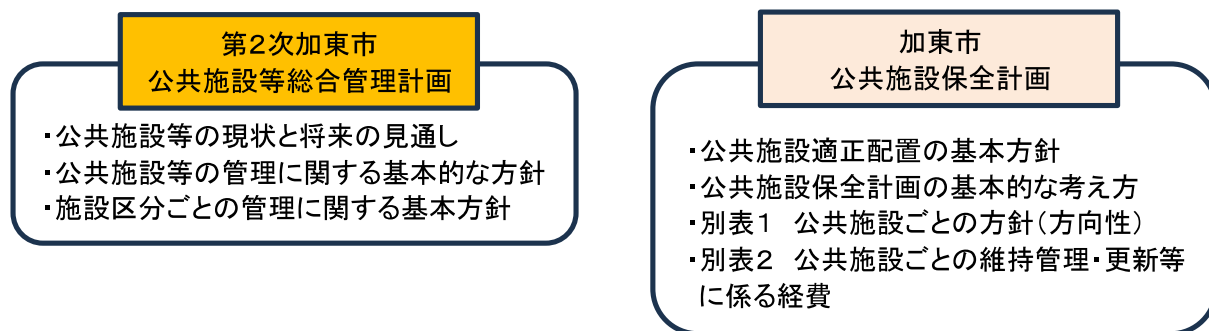 第２次加東市
公共施設等総合管理計画
・公共施設等の現状と将来の見通し
・公共施設等の管理に関する基本的な方針
・施設区分ごとの管理に関する基本方針
加東市
公共施設保全計画
・公共施設適正配置の基本方針
・公共施設保全計画の基本的な考え方
・別表１　公共施設ごとの方針（方向性）
・別表２　公共施設ごとの維持管理・更新等
に係る経費